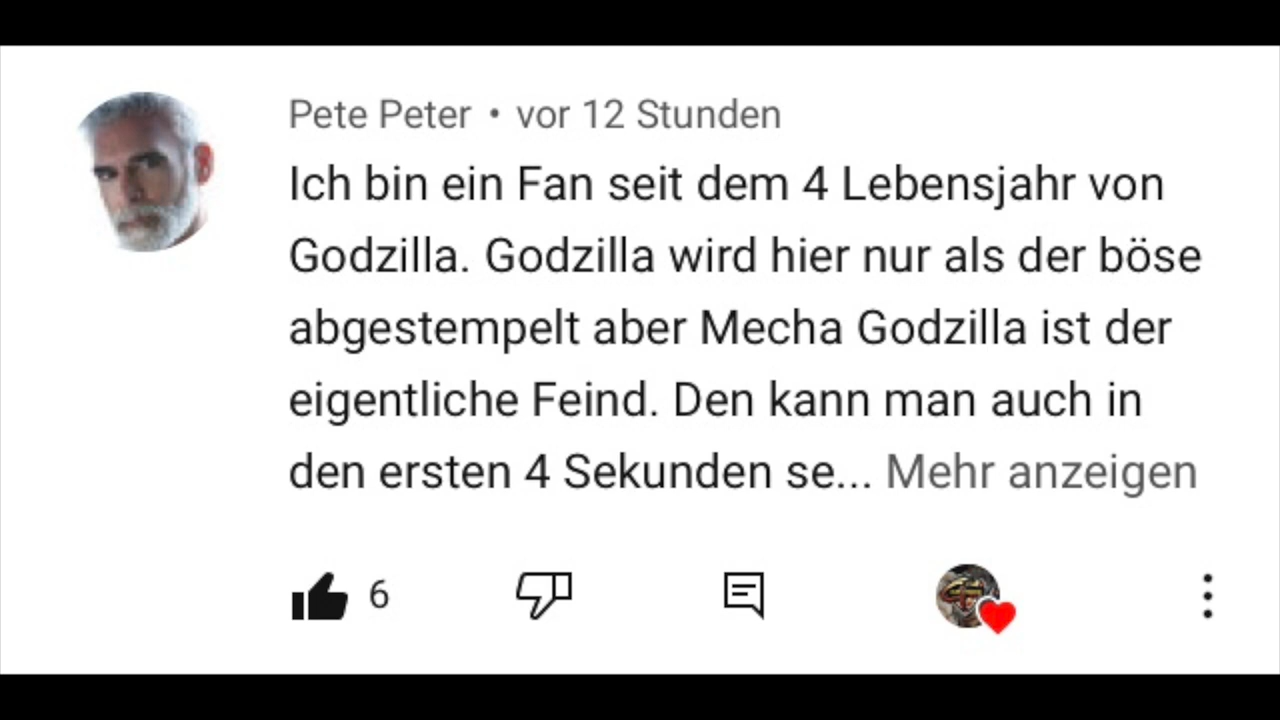 Pete Peter • vor 12 Stunden
Ich bin ein Fan seit dem 4 Lebensjahr von
Godzilla. Godzilla wird hier nur als der böse
abgestempelt aber Mecha Godzilla ist der
eigentliche Feind. Den kann man auch in
den ersten 4 Sekunden se... Mehr anzeigen
6